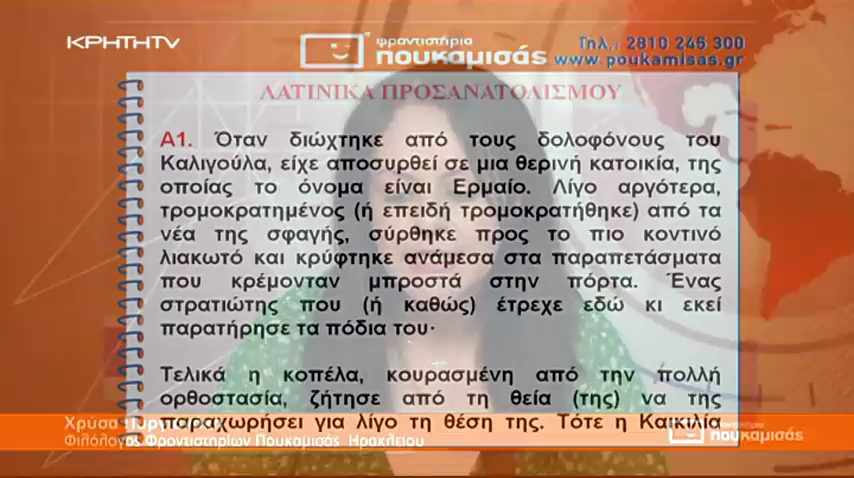 ΚΡΗΤΗTV
φροντιστήρια
πουκαμισάς
Τηλ.: 2810 245 300
www.poukamisas.gr
ΛΑΤΙΝΙΚΑ ΠΡΟΣΑΝΑΤΟΛΙΣΜΟΥ
Α1. Όταν διώχτηκε από τους δολοφόνους του
Καλιγούλα, είχε αποσυρθεί σε μια θερινή κατοικία, της
οποίας το όνομα είναι Ερμαίο. Λίγο αργότερα,
τρομοκρατημένος (ή επειδή τρομοκρατήθηκε) από τα
νέα της σφαγής, σύρθηκε προς το πιο κοντινό
λιακωτό και κρύφτηκε ανάμεσα στα παραπετάσματα
που κρέμονταν μπροστά στην πόρτα. Ένας
στρατιώτης που (ή καθώς) έτρεχε εδώ κι εκεί
παρατήρησε τα πόδια του·
Τελικά η κοπέλα, κουρασμένη από την πολλή
ορθοστασία, ζήτησε από τη θεία (της) να της
παραχωρήσει για λίγο τη θέση της. Τότε η Καικιλία
Χρύσα
Φιλόλογος Φροντιστηρίων Πουκαμισάς Ηρακλείου
φροντιστήρια
πουκαμισάς